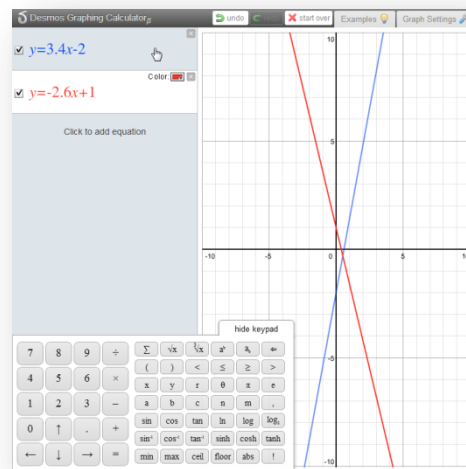 Desmos Graphing Calculatorβ
undo
start over
Examples
Graph Settings
y=3.4x-2
Color:
y=-2.6x+1
Click to add equation
10
5
-10
-5
0
5
10
-5
-10
hide keypad
7 8 9 ÷ Σ √x ⁿ√x aᵇ aₙ ⇐
4 5 6 × ( ) < ≤ ≥ >
x y r θ π e
1 2 3 − a b c n m ,
0 ↑ . + sin cos tan ln log logₐ
sin⁻¹ cos⁻¹ tan⁻¹ sinh cosh tanh
← ↓ → = min max ceil floor abs !